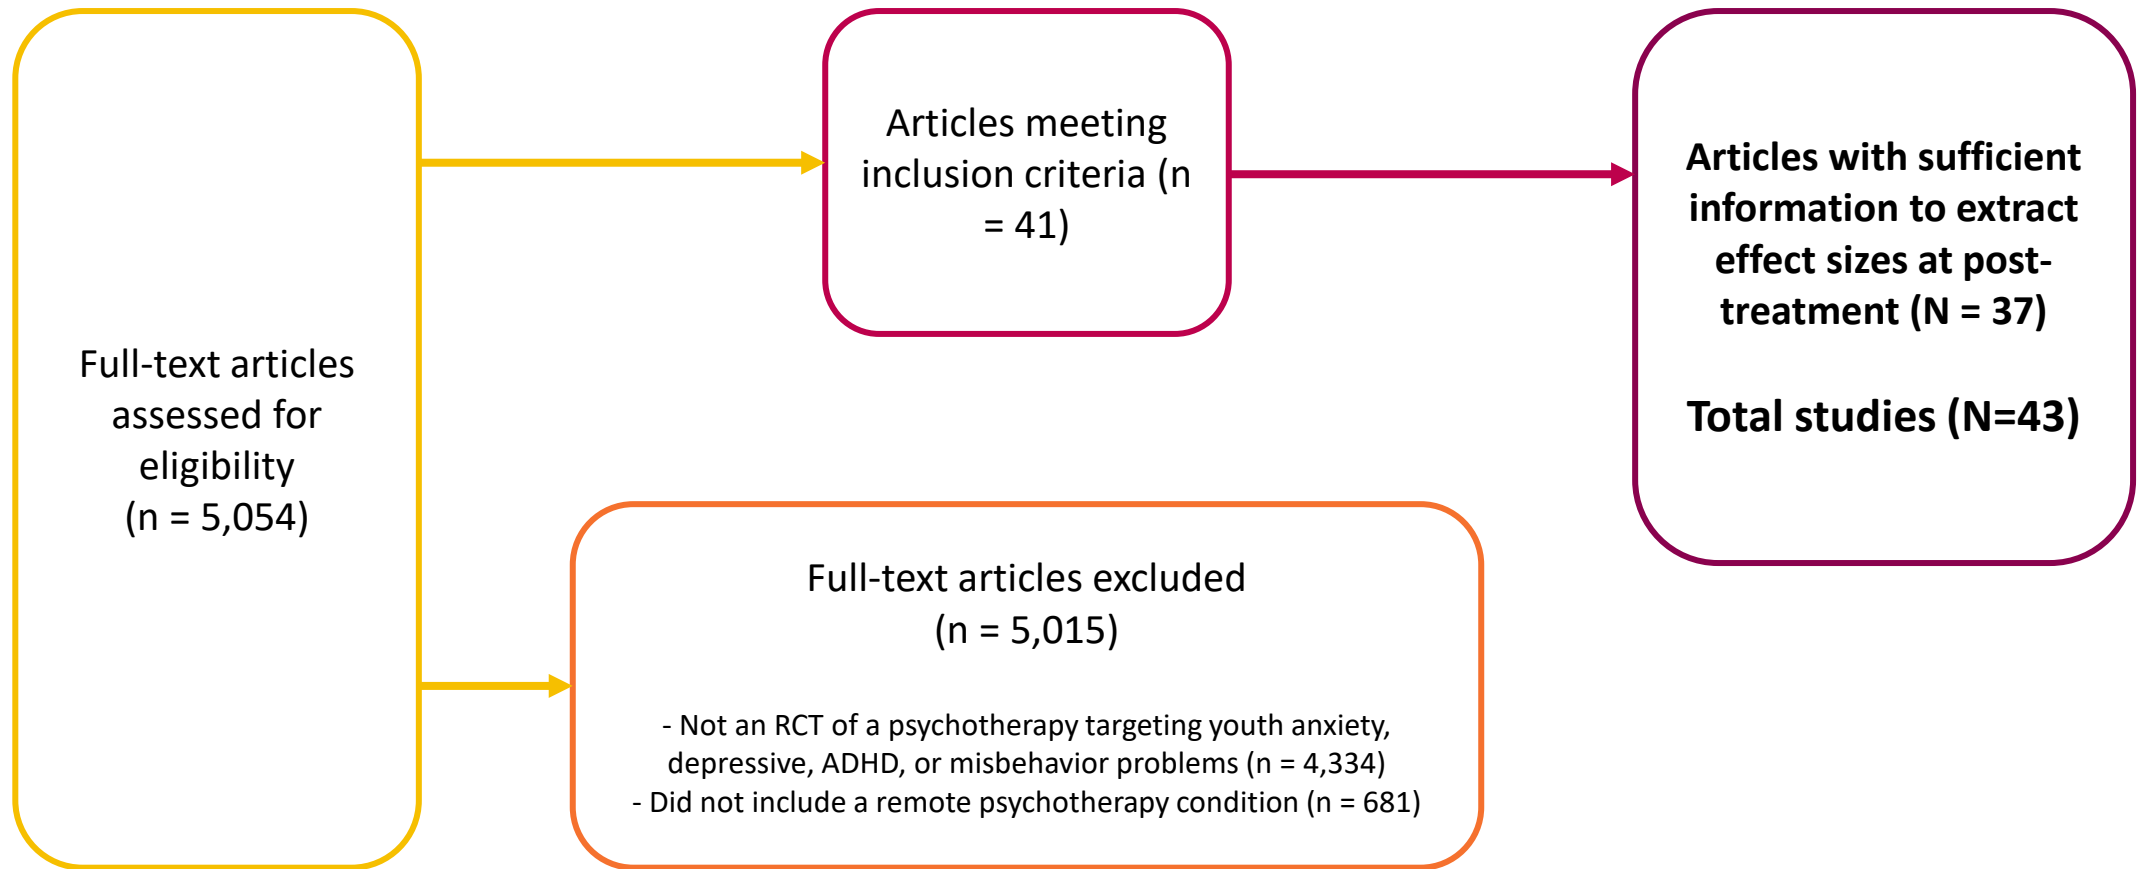 Full-text articles
assessed for
eligibility
(n = 5,054)
Articles meeting
inclusion criteria (n
= 41)
Articles with sufficient
information to extract
effect sizes at post-
treatment (N = 37)
Total studies (N=43)
Full-text articles excluded
(n = 5,015)
- Not an RCT of a psychotherapy targeting youth anxiety,
depressive, ADHD, or misbehavior problems (n = 4,334)
- Did not include a remote psychotherapy condition (n = 681)